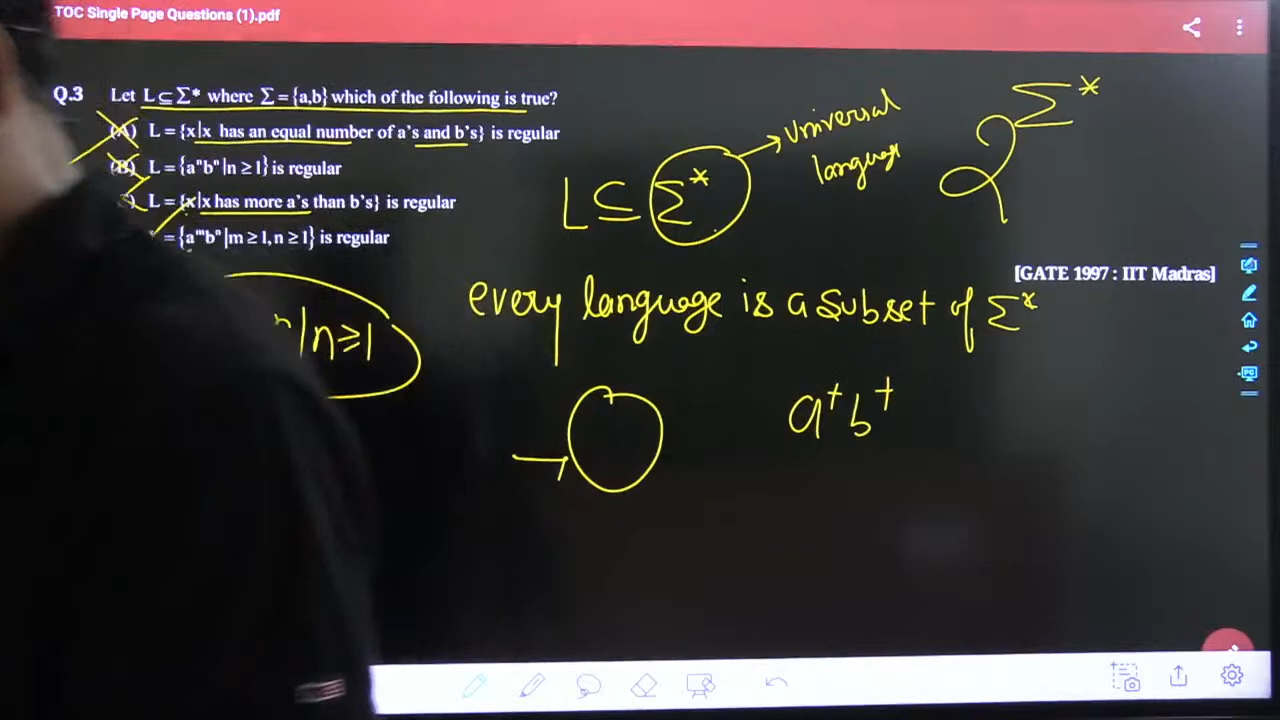 TOC Single Page Questions (1).pdf
Q.3 Let L ⊆ Σ* where Σ = {a,b} which of the following is true?
(A) L = {x|x has an equal number of a's and b's} is regular
(B) L = {aⁿbⁿ |n ≥ 1} is regular
L = {x|x has more a's than b's} is regular
= {aᵐbⁿ |m ≥ 1, n ≥ 1} is regular
[GATE 1997 : IIT Madras]
L ⊆ Σ*
Universal
language
2^Σ*
every language is a subset of Σ*
ⁿ|n ≥ 1
a⁺b⁺